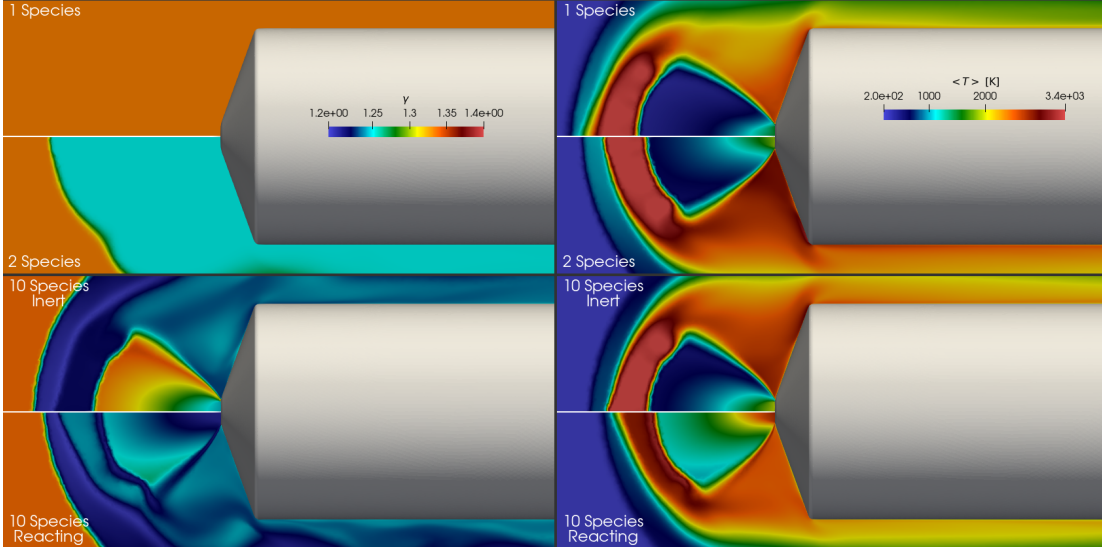 1 Species
γ
1.2e+00 1.25 1.3 1.35 1.4e+00
2 Species
1 Species
< T > [K]
2.0e+02 1000 2000 3.4e+03
2 Species
10 Species
Inert
10 Species
Reacting
10 Species
Inert
10 Species
Reacting